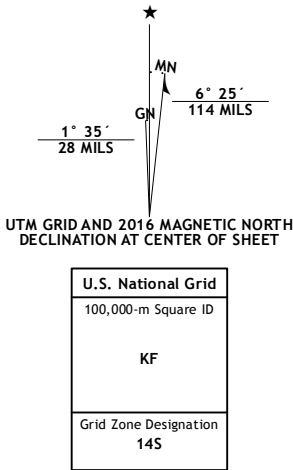 ★
MN
GN
6° 25´
114 MILS
1° 35´
28 MILS
UTM GRID AND 2016 MAGNETIC NORTH
DECLINATION AT CENTER OF SHEET
U.S. National Grid
100,000-m Square ID
KF
Grid Zone Designation
14S